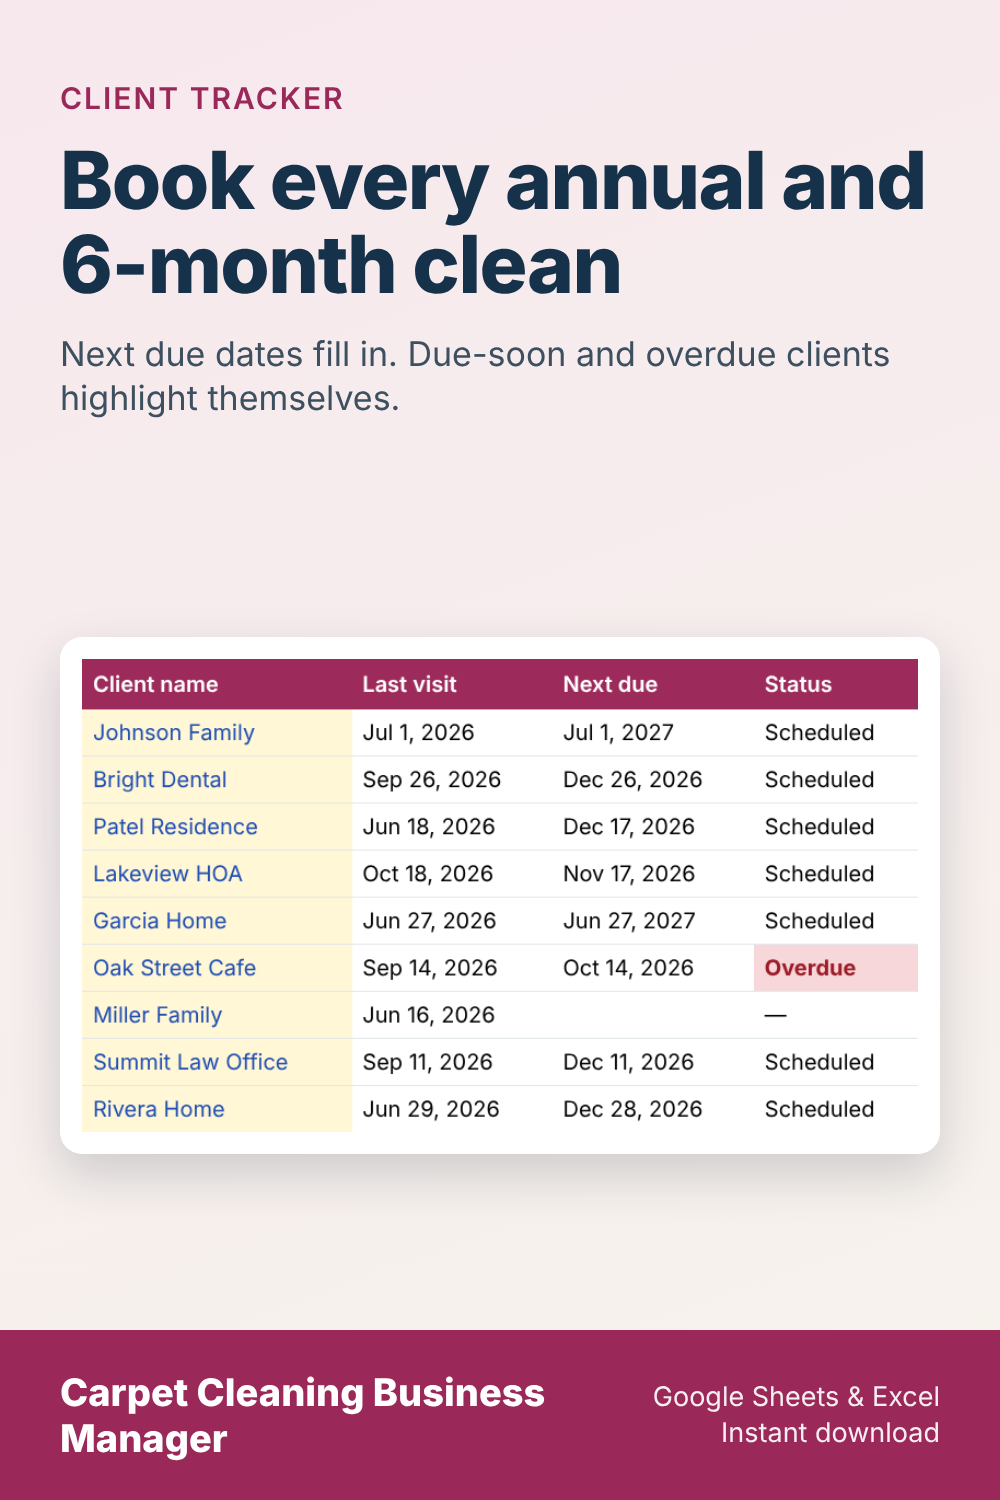 CLIENT TRACKER
Book every annual and
6-month clean
Next due dates fill in. Due-soon and overdue clients
highlight themselves.
Client name Last visit Next due Status
Johnson Family Jul 1, 2026 Jul 1, 2027 Scheduled
Bright Dental Sep 26, 2026 Dec 26, 2026 Scheduled
Patel Residence Jun 18, 2026 Dec 17, 2026 Scheduled
Lakeview HOA Oct 18, 2026 Nov 17, 2026 Scheduled
Garcia Home Jun 27, 2026 Jun 27, 2027 Scheduled
Oak Street Cafe Sep 14, 2026 Oct 14, 2026 Overdue
Miller Family Jun 16, 2026 —
Summit Law Office Sep 11, 2026 Dec 11, 2026 Scheduled
Rivera Home Jun 29, 2026 Dec 28, 2026 Scheduled
Carpet Cleaning Business
Manager
Google Sheets & Excel
Instant download